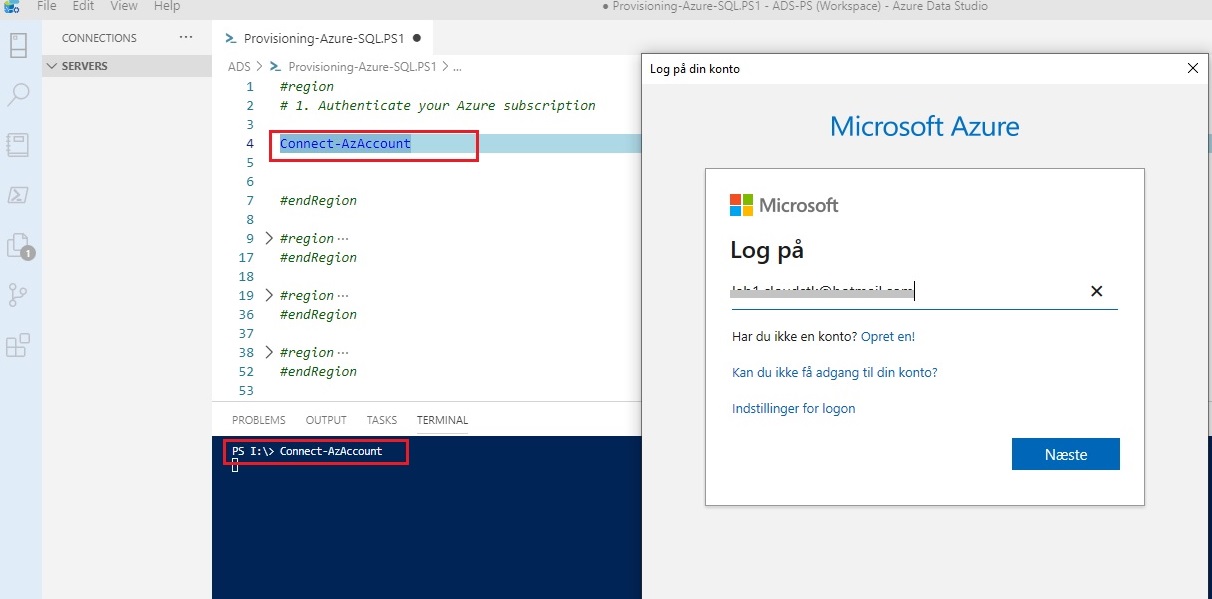 File Edit View Help
● Provisioning-Azure-SQL.PS1 - ADS-PS (Workspace) - Azure Data Studio
CONNECTIONS ...
SERVERS
1
Provisioning-Azure-SQL.PS1 ●
ADS > Provisioning-Azure-SQL.PS1 > ...
1 #region
2 # 1. Authenticate your Azure subscription
3
4 Connect-AzAccount
5
6
7 #endRegion
8
9 #region ...
17 #endRegion
18
19 #region ...
36 #endRegion
37
38 #region ...
52 #endRegion
53
PROBLEMS OUTPUT TASKS TERMINAL
PS I:\> Connect-AzAccount
Log på din konto
Microsoft Azure
Microsoft
Log på
Har du ikke en konto? Opret en!
Kan du ikke få adgang til din konto?
Indstillinger for logon
Næste